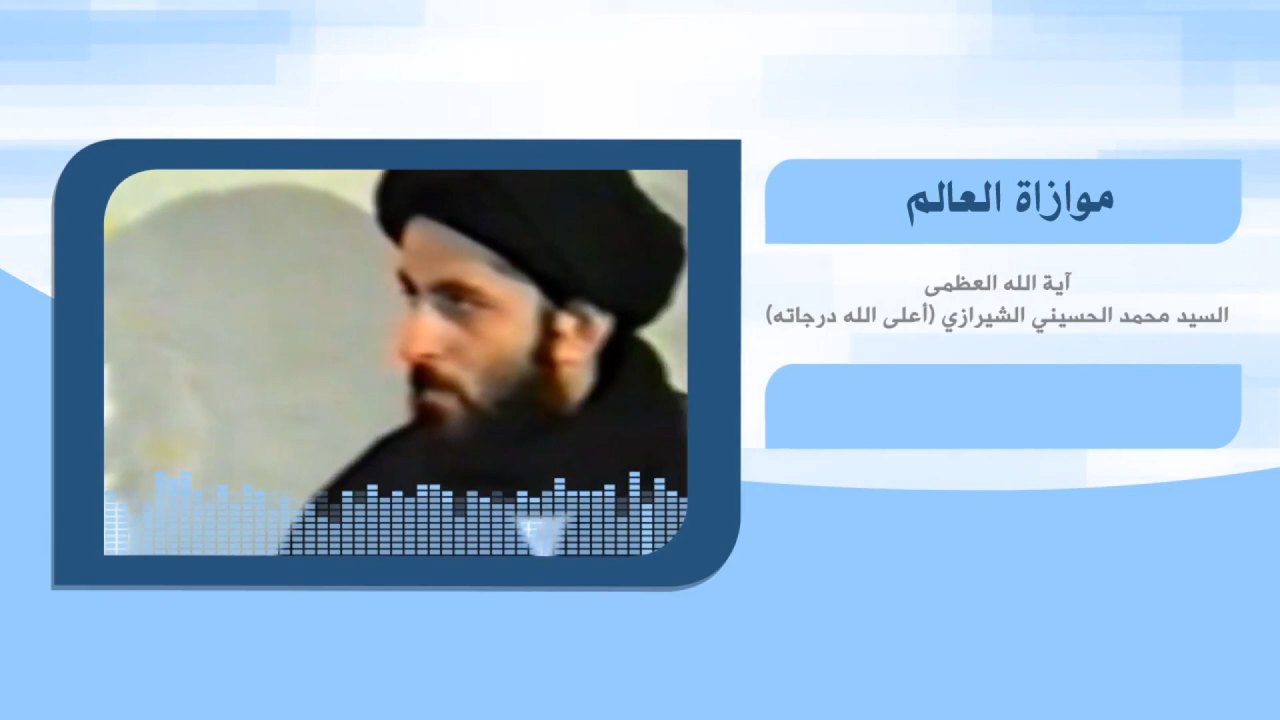 موازاة العالم
آية الله العظمى
السيد محمد الحسيني الشيرازي (أعلى الله درجاته)